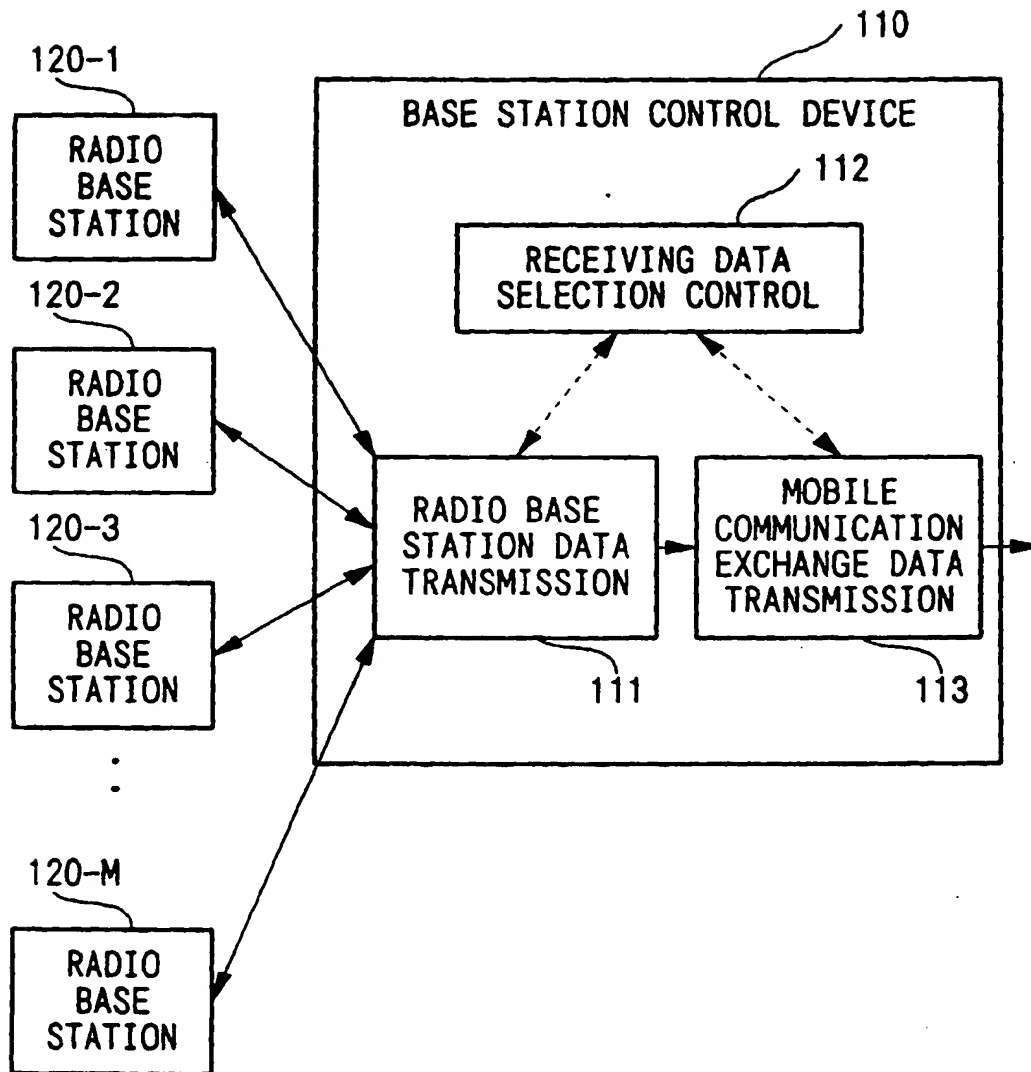 110
120-1
BASE STATION CONTROL DEVICE
RADIO
BASE
STATION
112
RECEIVING DATA
SELECTION CONTROL
120-2
RADIO
BASE
STATION
RADIO BASE
STATION DATA
TRANSMISSION
MOBILE
COMMUNICATION
EXCHANGE DATA
TRANSMISSION
120-3
RADIO
BASE
STATION
111
113
120-M
RADIO
BASE
STATION